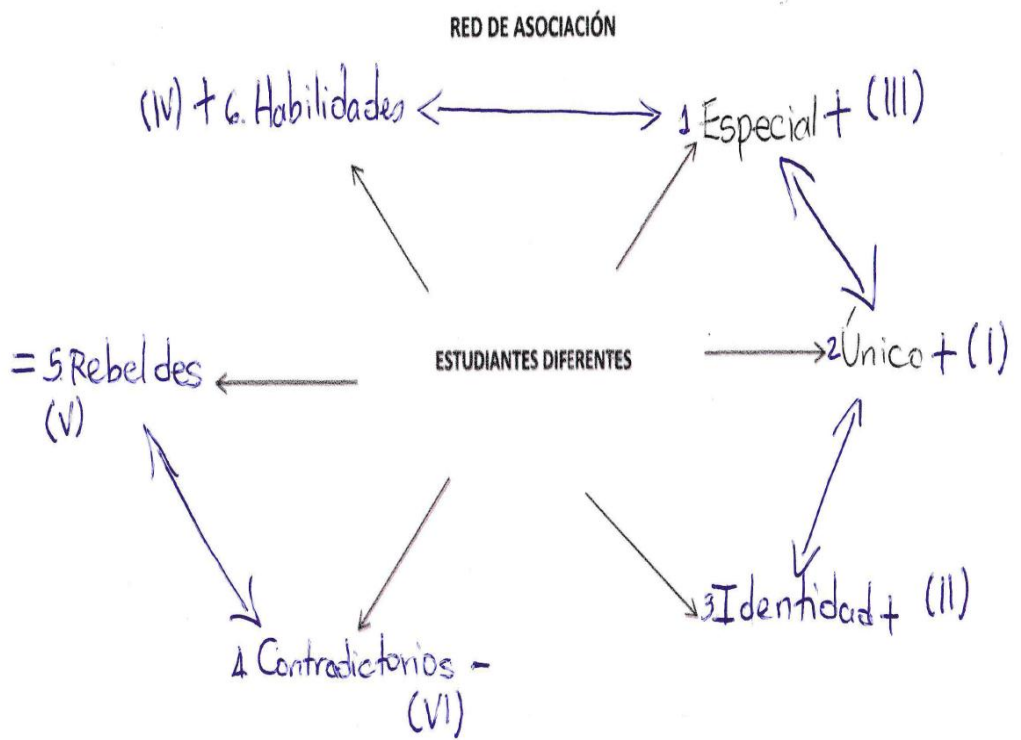 RED DE ASOCIACIÓN
(IV) + 6. Habilidades
1 Especial + (III)
= 5. Rebeldes
(V)
ESTUDIANTES DIFERENTES
2 Único + (I)
3 Identidad + (II)
4 Contradictorios -
(VI)